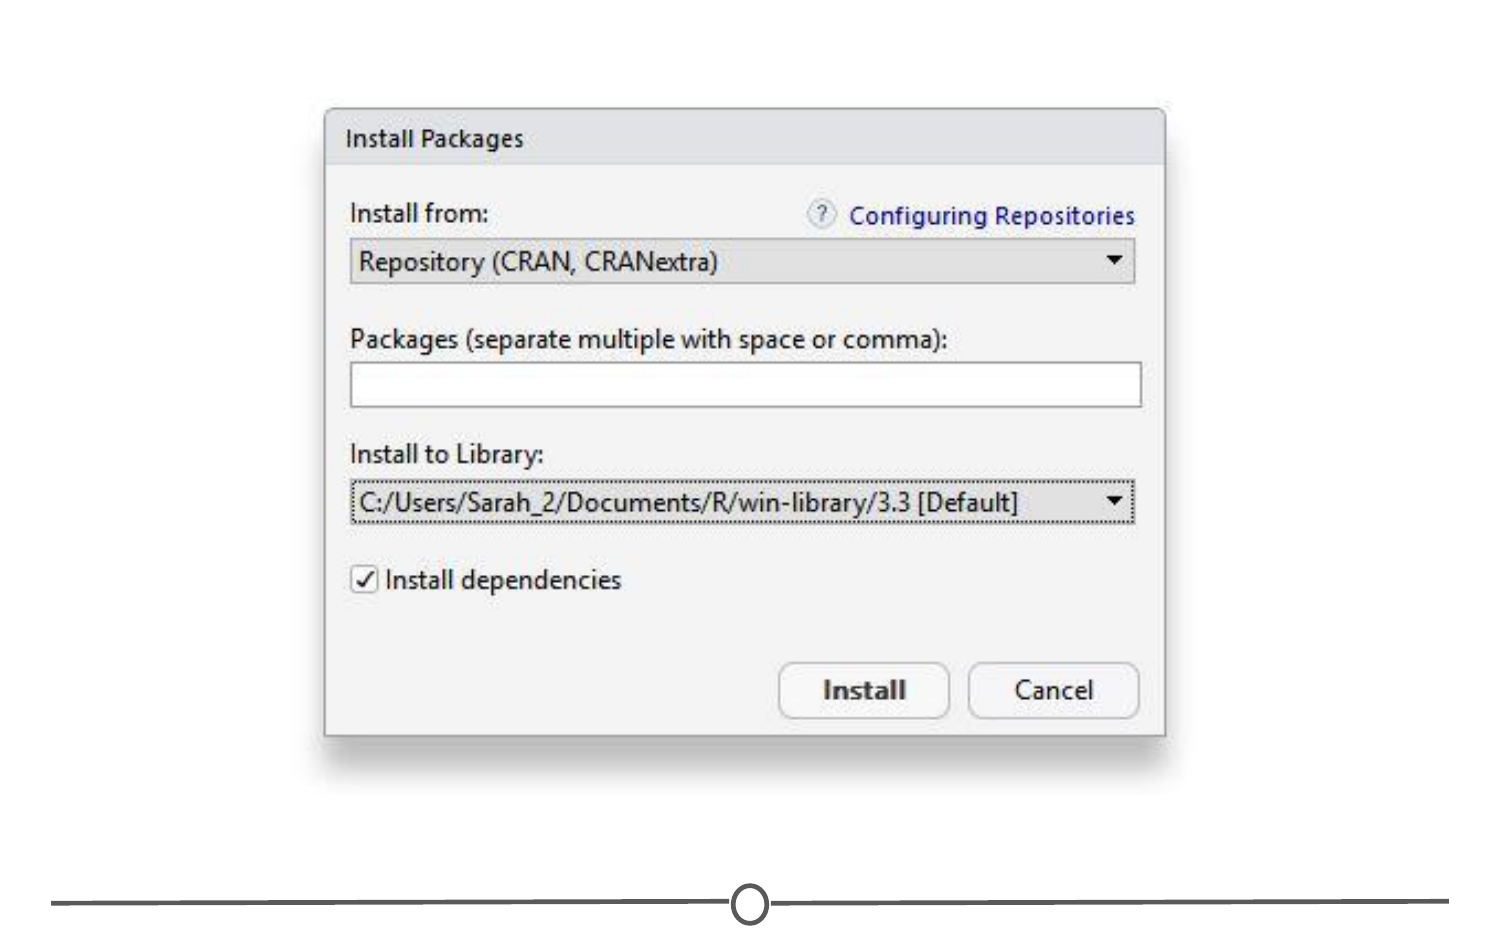 Install Packages
Install from:
? Configuring Repositories
Repository (CRAN, CRANextra)
Packages (separate multiple with space or comma):
Install to Library:
C:/Users/Sarah_2/Documents/R/win-library/3.3 [Default]
Install dependencies
Install
Cancel